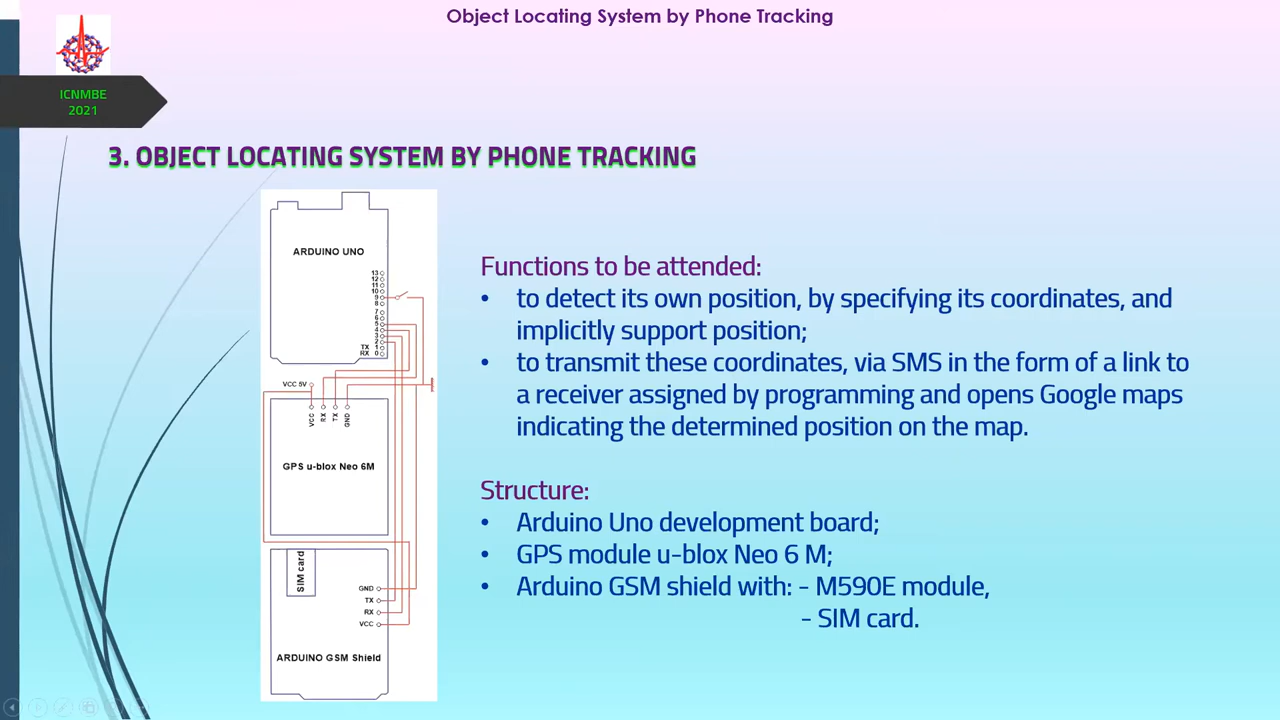 Object Locating System by Phone Tracking
ICNMBE
2021
3. OBJECT LOCATING SYSTEM BY PHONE TRACKING
ARDUINO UNO
13
12
11
10
9
8
7
6
5
4
3
2
TX 1
RX 0
VCC 5V
VCC
RX
TX
GND
GPS u-blox Neo 6M
SIM card
GND
TX
RX
VCC
ARDUINO GSM Shield
Functions to be attended:
• to detect its own position, by specifying its coordinates, and
implicitly support position;
• to transmit these coordinates, via SMS in the form of a link to
a receiver assigned by programming and opens Google maps
indicating the determined position on the map.
Structure:
• Arduino Uno development board;
• GPS module u-blox Neo 6 M;
• Arduino GSM shield with: - M590E module,
- SIM card.